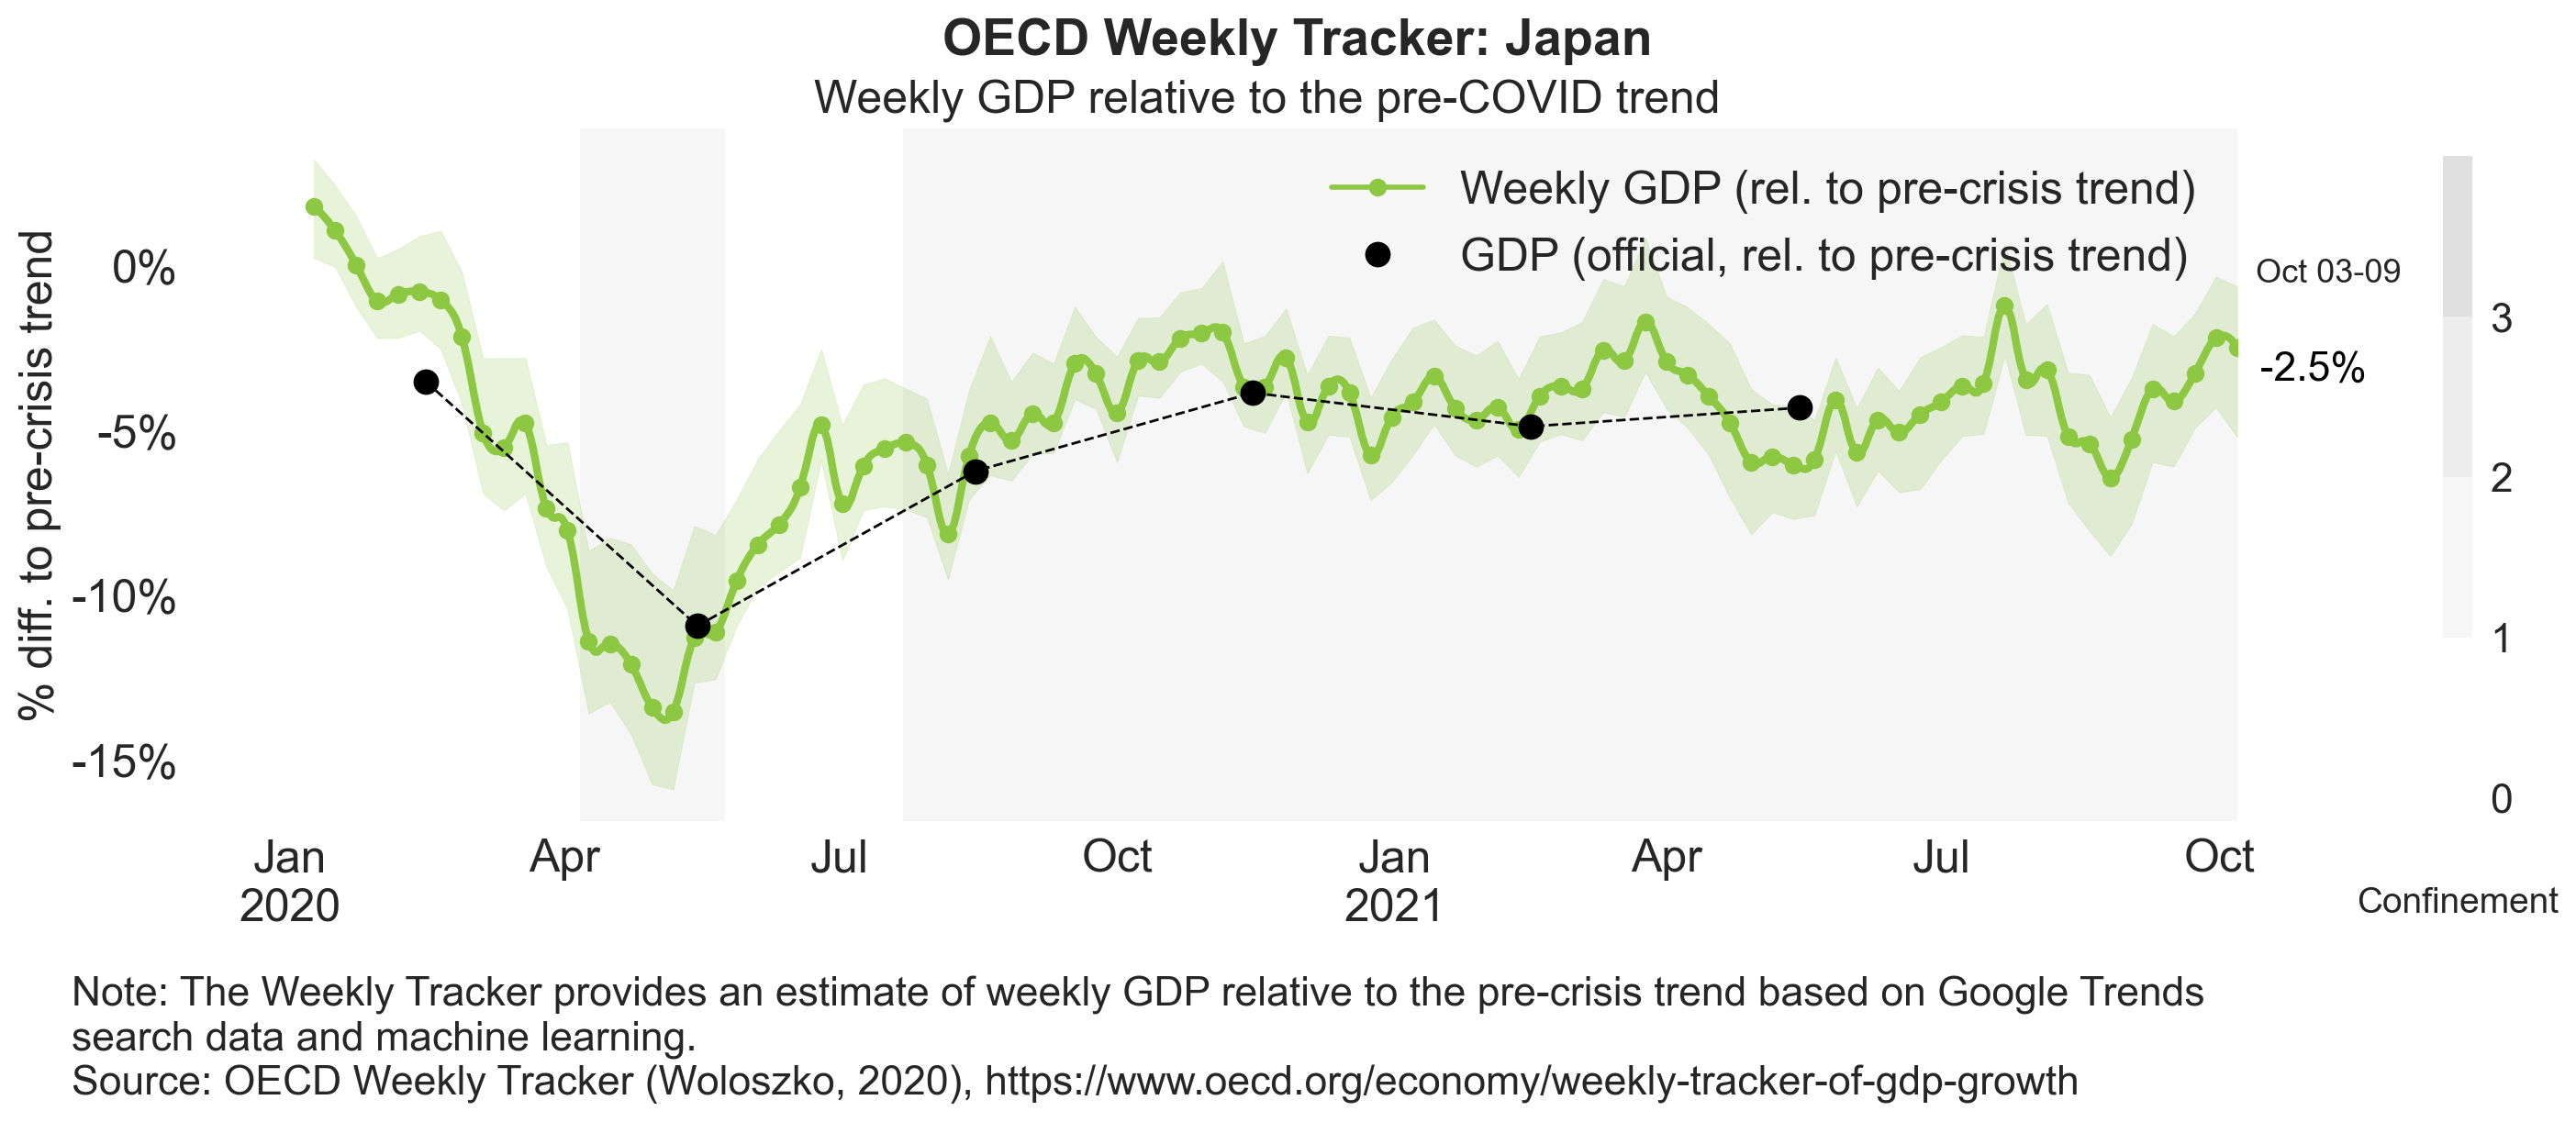 OECD Weekly Tracker: Japan
Weekly GDP relative to the pre-COVID trend
Weekly GDP (rel. to pre-crisis trend)
GDP (official, rel. to pre-crisis trend)
% diff. to pre-crisis trend
0%
-5%
-10%
-15%
Oct 03-09
-2.5%
3
2
1
0
Jan
2020
Apr
Jul
Oct
Jan
2021
Apr
Jul
Oct
Confinement
Note: The Weekly Tracker provides an estimate of weekly GDP relative to the pre-crisis trend based on Google Trends
search data and machine learning.
Source: OECD Weekly Tracker (Woloszko, 2020), https://www.oecd.org/economy/weekly-tracker-of-gdp-growth